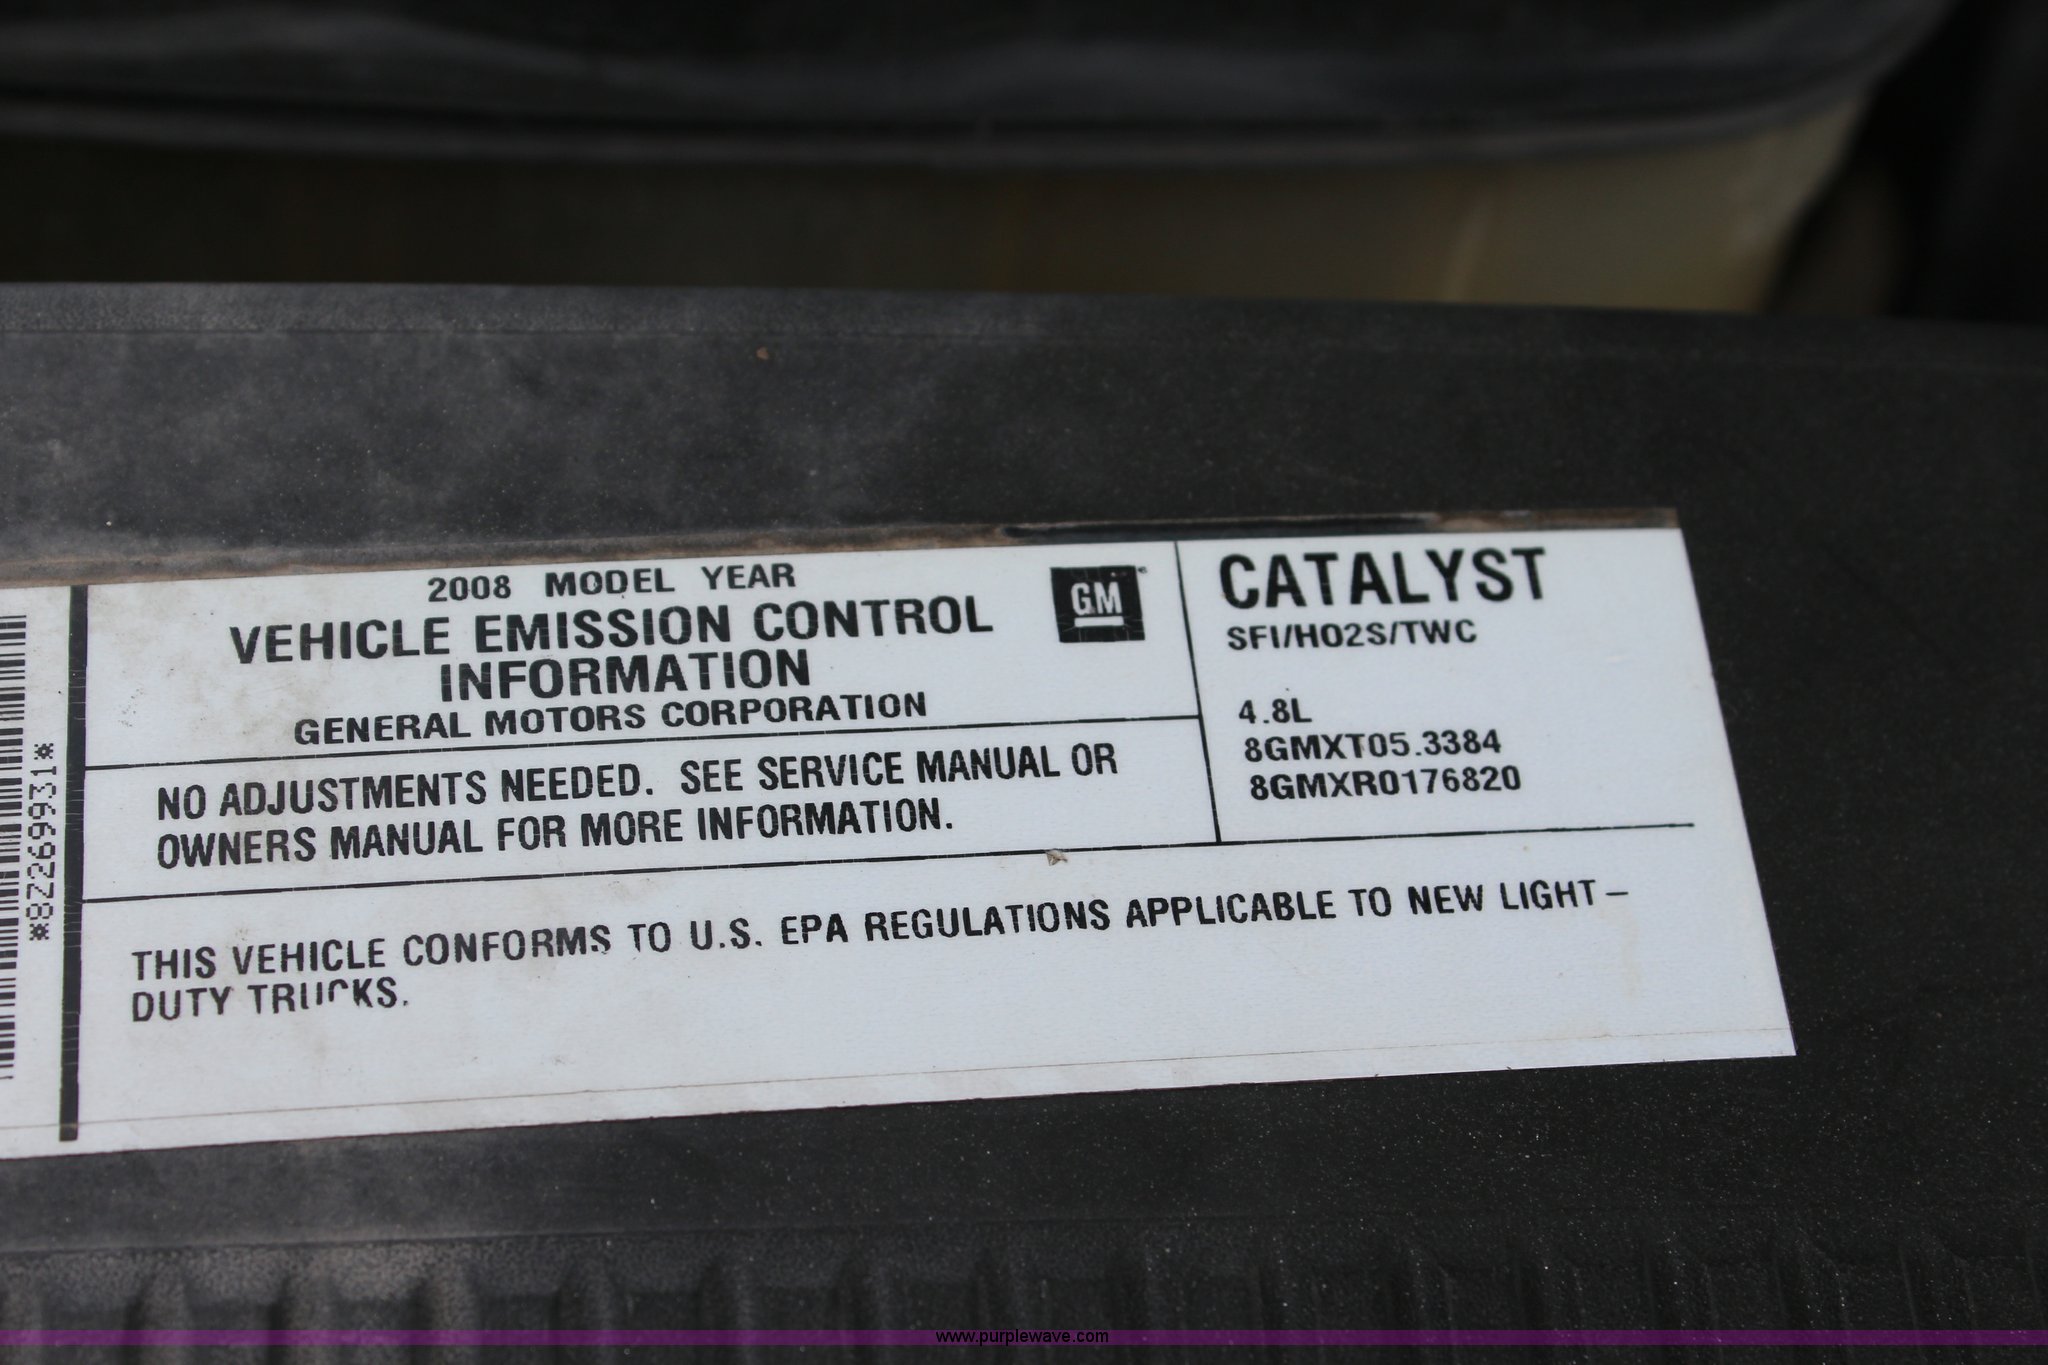 *82269931*
2008 MODEL YEAR
VEHICLE EMISSION CONTROL
INFORMATION
GENERAL MOTORS CORPORATION
GM
NO ADJUSTMENTS NEEDED. SEE SERVICE MANUAL OR
OWNERS MANUAL FOR MORE INFORMATION.
CATALYST
SFI/HO2S/TWC
4.8L
8GMXT05.3384
8GMXR0176820
THIS VEHICLE CONFORMS TO U.S. EPA REGULATIONS APPLICABLE TO NEW LIGHT-
DUTY TRUCKS.
www.purplewave.com